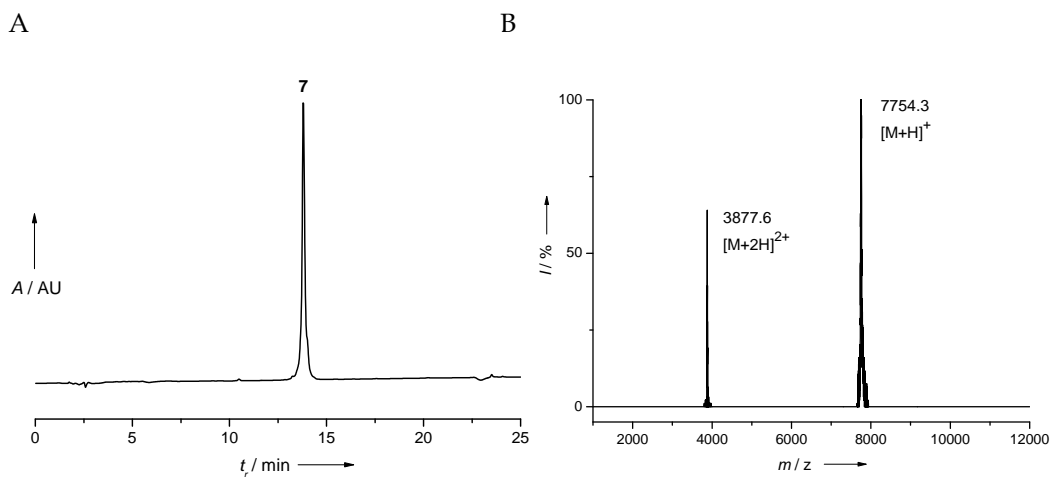 A
B
7
A / AU
0 5 10 15 20 25
t_r / min
100
50
0
I / %
7754.3
[M+H]⁺
3877.6
[M+2H]²⁺
2000 4000 6000 8000 10000 12000
m / z